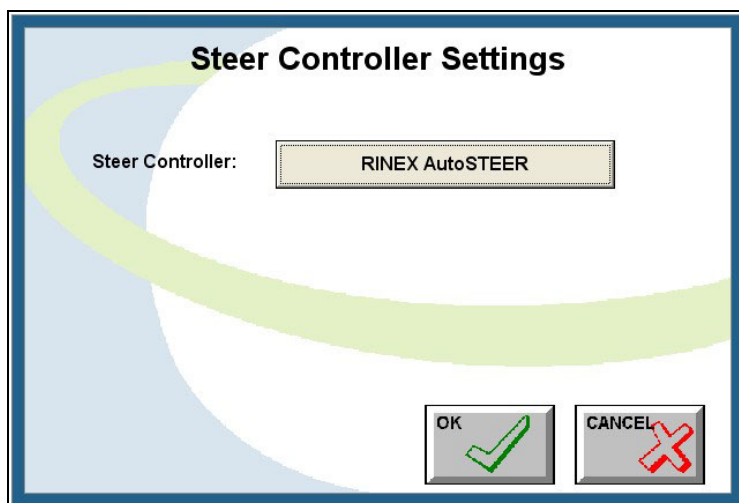 Steer Controller Settings
Steer Controller: RINEX AutoSTEER
OK CANCEL